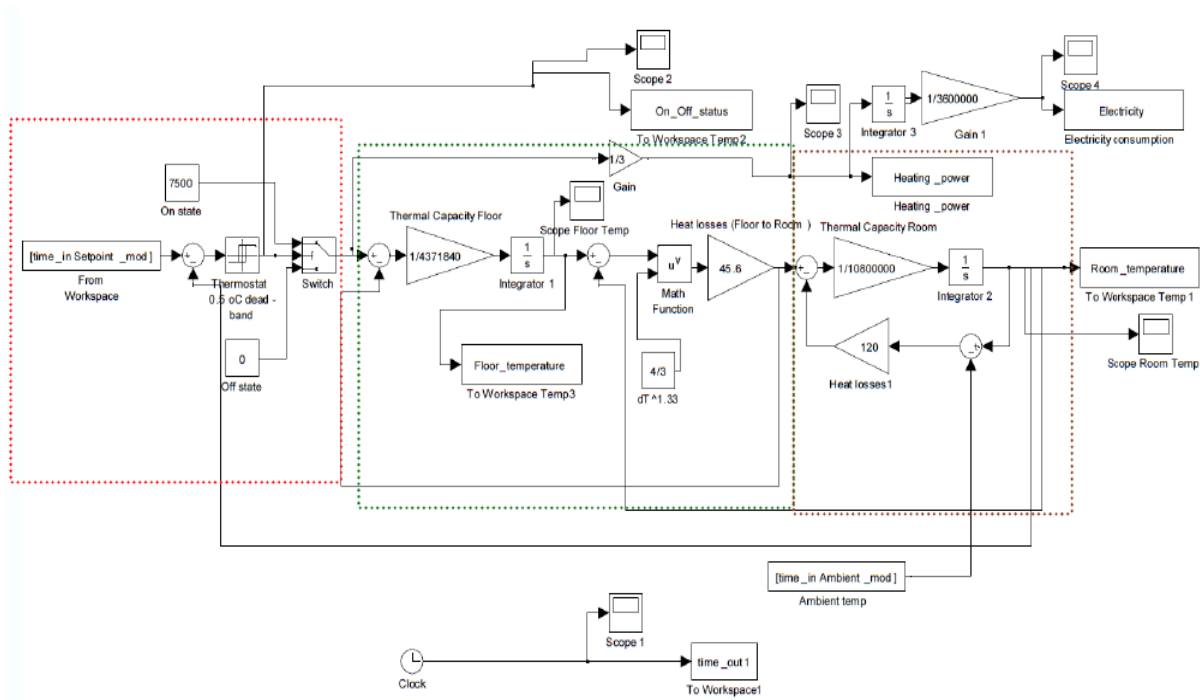 Scope 2
Scope 4
On_Off_status
To Workspace Temp2
Scope 3
1
s
Integrator 3
1/3600000
Gain 1
Electricity
Electricity consumption
7500
On state
1/3
Gain
Heating _power
Heating _power
Thermal Capacity Floor
Scope Floor Temp
Heat losses (Floor to Room )
Thermal Capacity Room
[time _in Setpoint _mod ]
From
Workspace
Thermostat
0.5 oC dead -
band
Switch
1/4371840
1
s
Integrator 1
u^v
Math
Function
45.6
1/10800000
1
s
Integrator 2
Room _temperature
To Workspace Temp 1
0
Off state
Floor_temperature
To Workspace Temp3
4/3
dT ^1.33
120
Heat losses1
Scope Room Temp
[time _in Ambient _mod ]
Ambient temp
Scope 1
Clock
time _out 1
To Workspace1